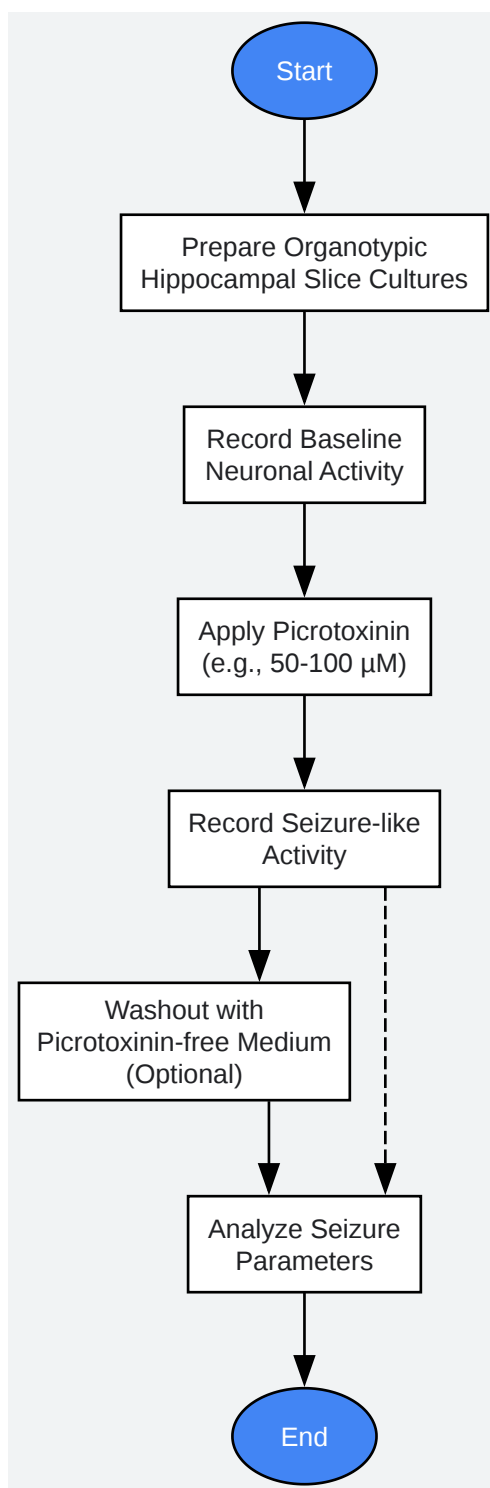 Start
Prepare Organotypic
Hippocampal Slice Cultures
Record Baseline
Neuronal Activity
Apply Picrotoxinin
(e.g., 50-100 µM)
Record Seizure-like
Activity
Washout with
Picrotoxinin-free Medium
(Optional)
Analyze Seizure
Parameters
End